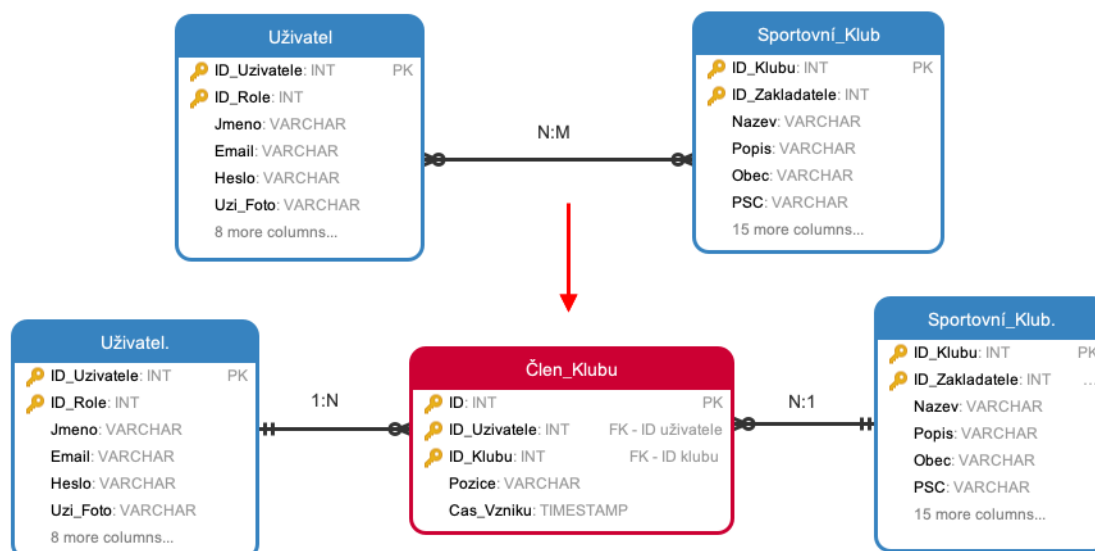 Uživatel
ID_Uzivatele: INT PK
ID_Role: INT
Jmeno: VARCHAR
Email: VARCHAR
Heslo: VARCHAR
Uzi_Foto: VARCHAR
8 more columns...
N:M
Sportovní_Klub
ID_Klubu: INT PK
ID_Zakladatele: INT
Nazev: VARCHAR
Popis: VARCHAR
Obec: VARCHAR
PSC: VARCHAR
15 more columns...
Uživatel.
ID_Uzivatele: INT PK
ID_Role: INT
Jmeno: VARCHAR
Email: VARCHAR
Heslo: VARCHAR
Uzi_Foto: VARCHAR
8 more columns...
1:N
Člen_Klubu
ID: INT PK
ID_Uzivatele: INT FK - ID uživatele
ID_Klubu: INT FK - ID klubu
Pozice: VARCHAR
Cas_Vzniku: TIMESTAMP
N:1
Sportovní_Klub.
ID_Klubu: INT PK
ID_Zakladatele: INT ...
Nazev: VARCHAR
Popis: VARCHAR
Obec: VARCHAR
PSC: VARCHAR
15 more columns...